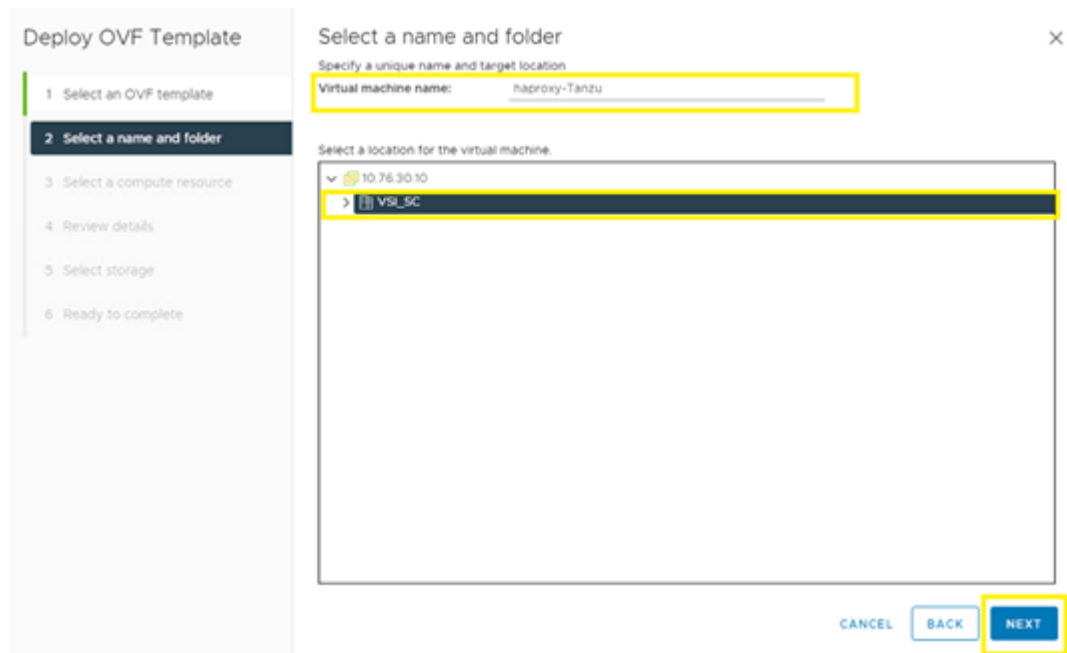 Deploy OVF Template
1 Select an OVF template
2 Select a name and folder
3 Select a compute resource
4 Review details
5 Select storage
6 Ready to complete
Select a name and folder
Specify a unique name and target location
Virtual machine name: haproxy-Tanzu
Select a location for the virtual machine.
10.76.30.10
VSI_SC
CANCEL BACK NEXT